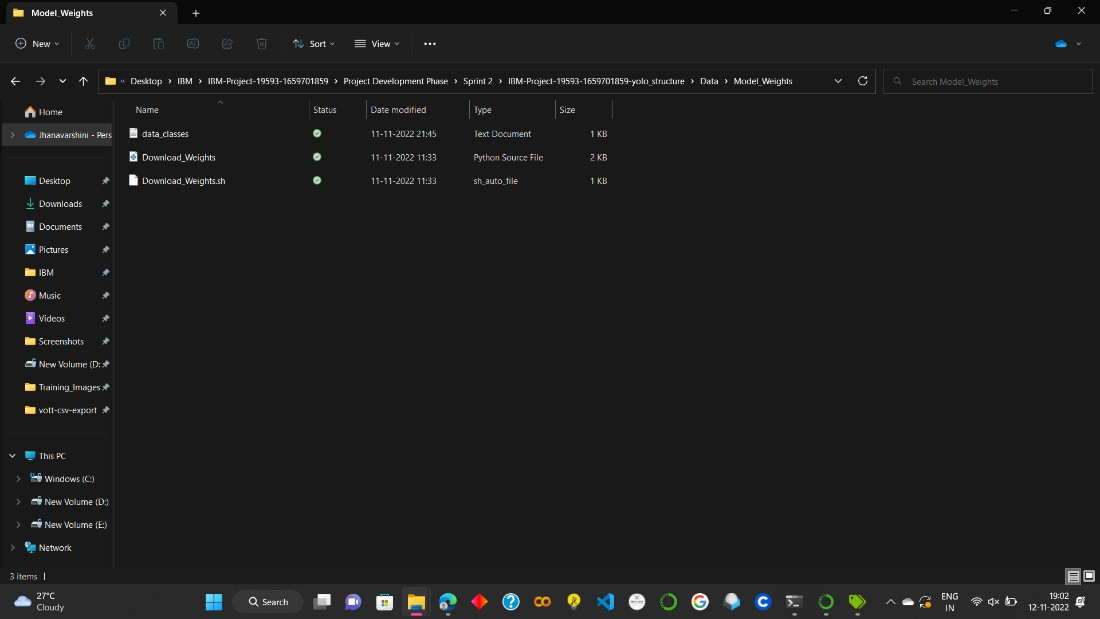 Model_Weights
New
Sort
View
« Desktop > IBM > IBM-Project-19593-1659701859 > Project Development Phase > Sprint 2 > IBM-Project-19593-1659701859-yolo_structure > Data > Model_Weights
Search Model_Weights
Home
Jhanavarshini - Pers
Desktop
Downloads
Documents
Pictures
IBM
Music
Videos
Screenshots
New Volume (D:
Training_Images
vott-csv-export
This PC
Windows (C:)
New Volume (D:)
New Volume (E:)
Network
Name Status Date modified Type Size
data_classes 11-11-2022 21:45 Text Document 1 KB
Download_Weights 11-11-2022 11:33 Python Source File 2 KB
Download_Weights.sh 11-11-2022 11:33 sh_auto_file 1 KB
3 items
27°C
Cloudy
Search
ENG
IN
19:02
12-11-2022